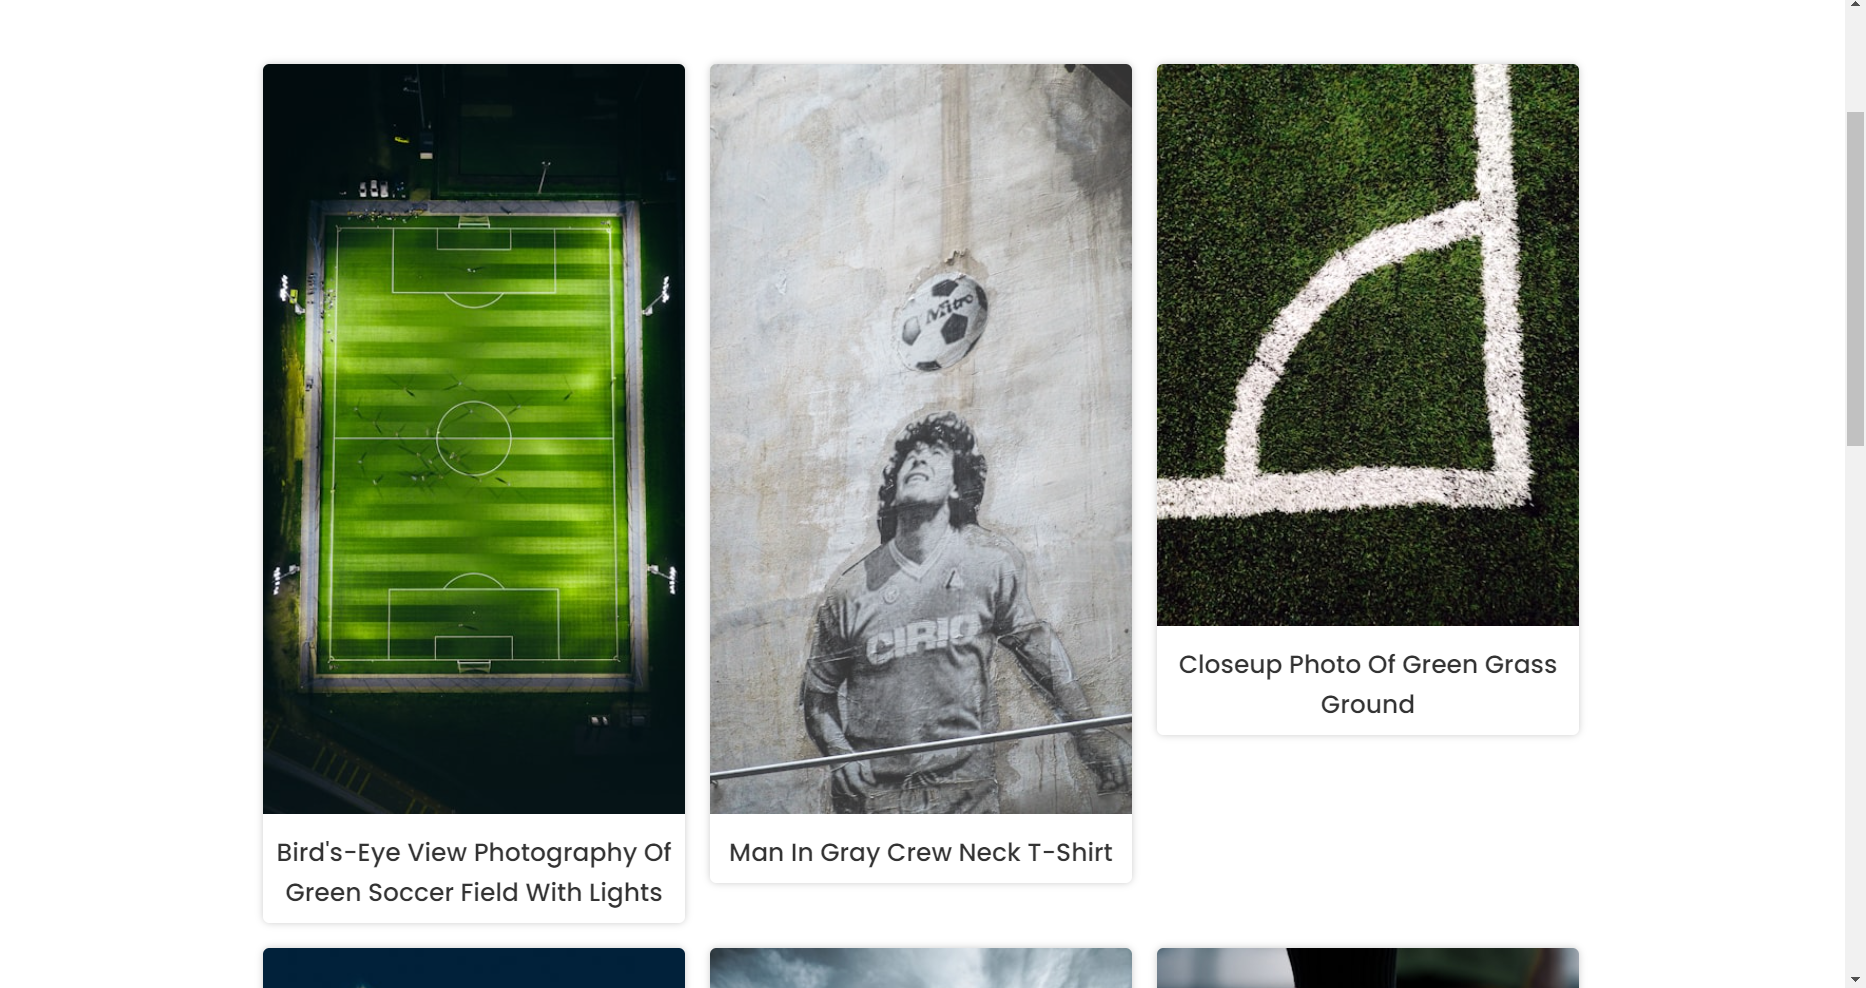 Mitre
CIRIO
Closeup Photo Of Green Grass
Ground
Bird's-Eye View Photography Of
Green Soccer Field With Lights
Man In Gray Crew Neck T-Shirt